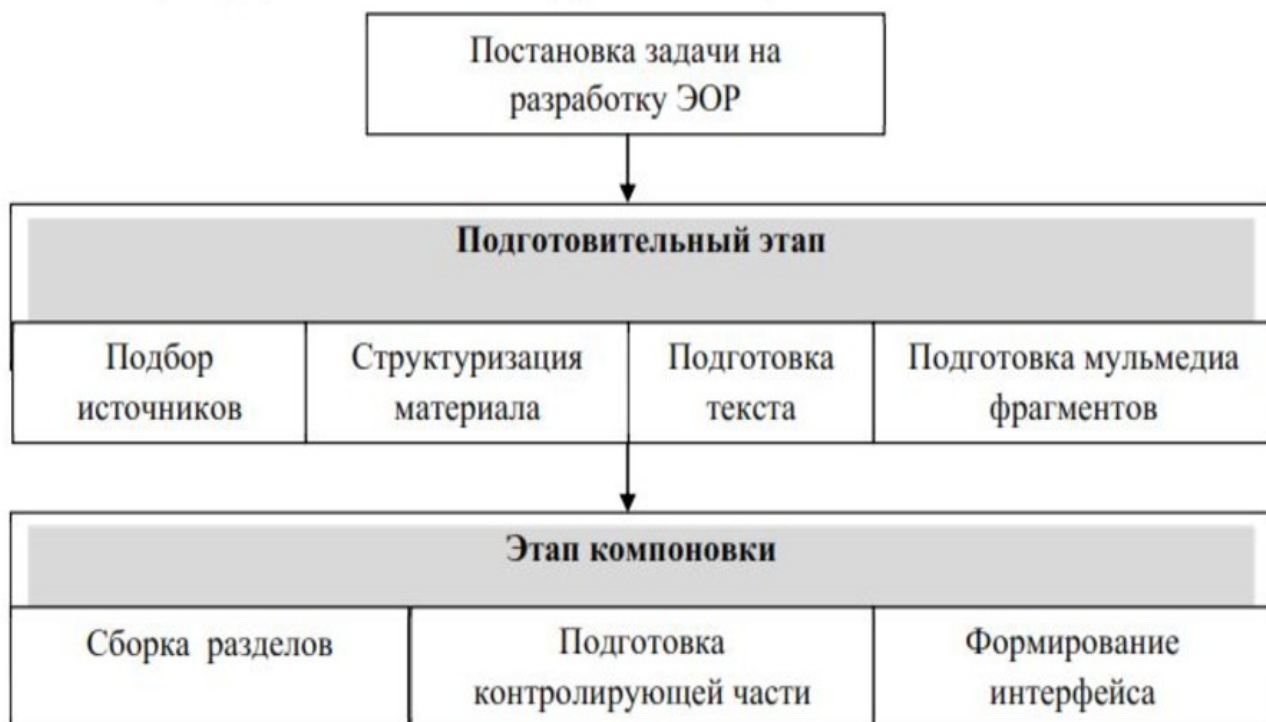 Постановка задачи на
разработку ЭОР
Подготовительный этап
Подбор
источников
Структуризация
материала
Подготовка
текста
Подготовка мульмедиа
фрагментов
Этап компоновки
Сборка разделов
Подготовка
контролирующей части
Формирование
интерфейса